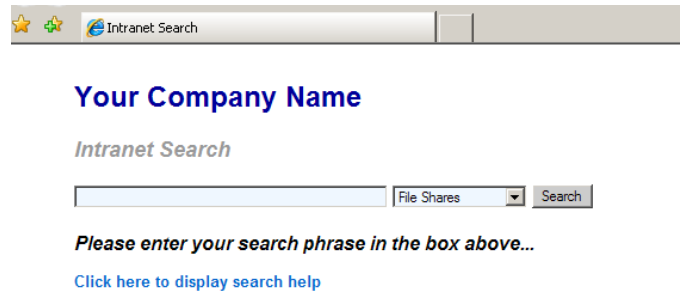 Intranet Search
Your Company Name
Intranet Search
File Shares Search
Please enter your search phrase in the box above...
Click here to display search help